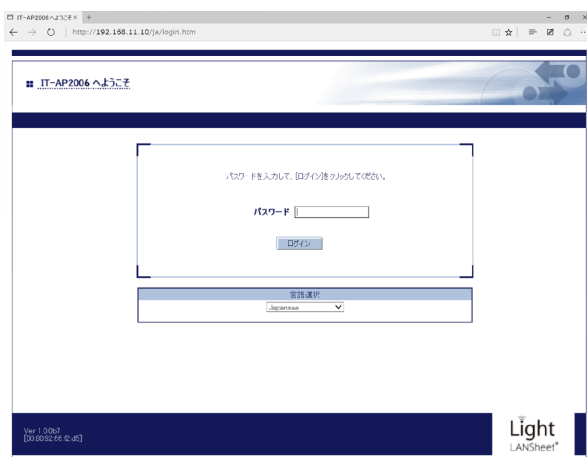 IT-AP2006へようこそ
http://192.168.11.10/ja/login.htm
IT-AP2006 へようこそ
パスワードを入力して、[ログイン]をクリックしてください。
パスワード
ログイン
言語選択
Japanese
Ver 1.0.0b7
[00:80:92:66:f2:d5]
Light
LANSheet